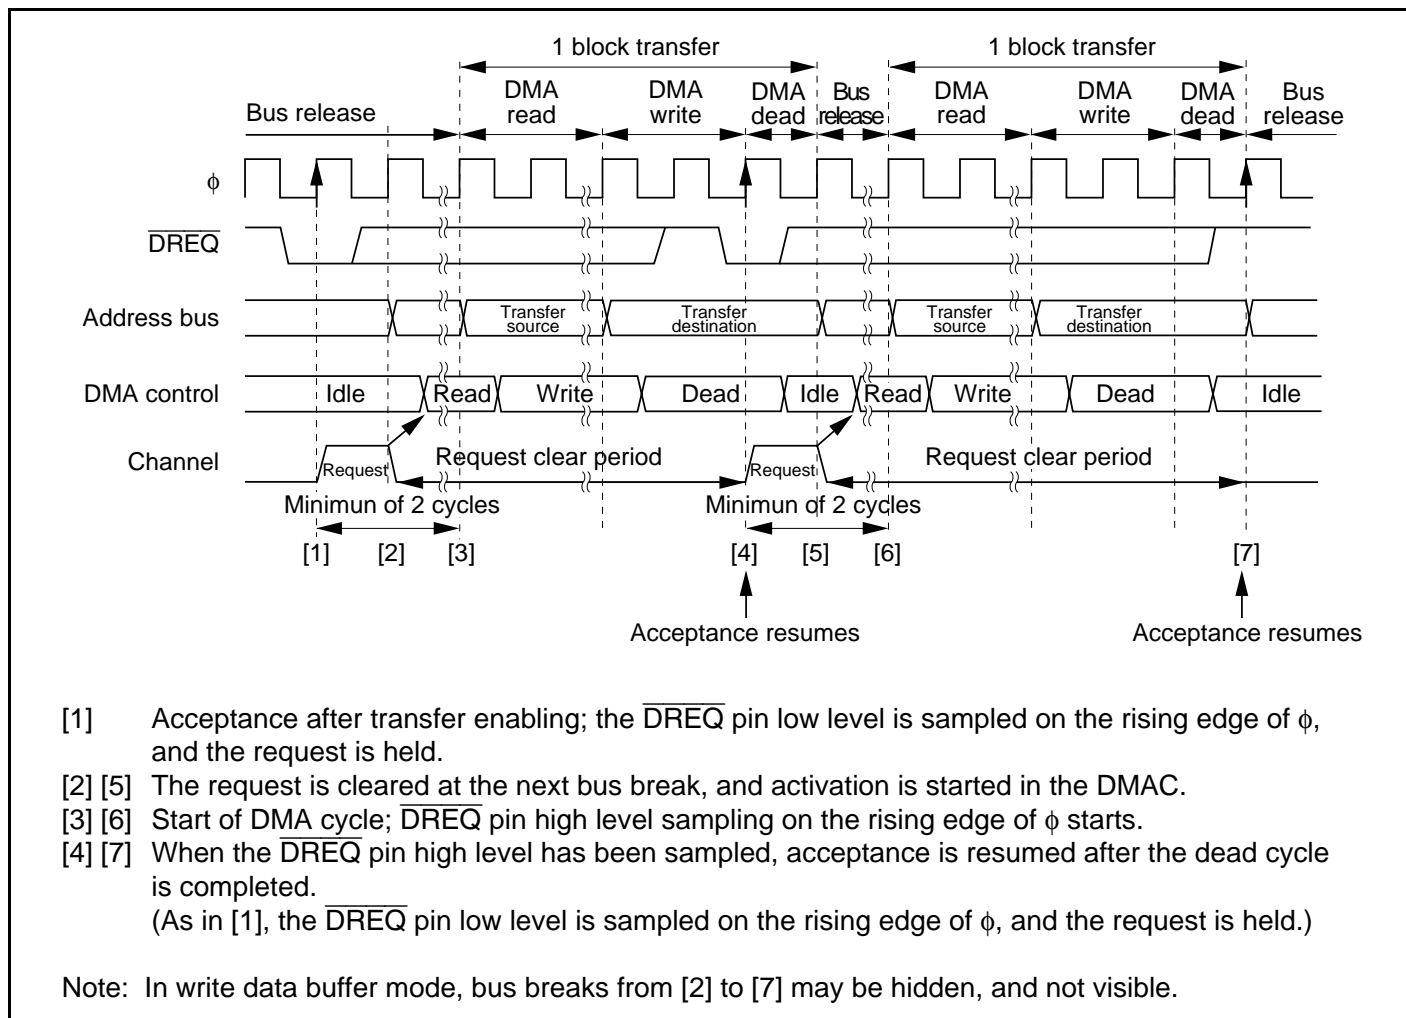 1 block transfer 1 block transfer
DMA DMA DMA Bus DMA DMA DMA Bus
Bus release read write dead release read write dead release
φ
DREQ
Address bus Transfer source Transfer destination Transfer source Transfer destination
DMA control Idle Read Write Dead Idle Read Write Dead Idle
Channel Request Request clear period Request Request clear period
Minimun of 2 cycles Minimun of 2 cycles
[1] [2] [3] [4] [5] [6] [7]
Acceptance resumes Acceptance resumes
[1] Acceptance after transfer enabling; the DREQ pin low level is sampled on the rising edge of φ,
and the request is held.
[2] [5] The request is cleared at the next bus break, and activation is started in the DMAC.
[3] [6] Start of DMA cycle; DREQ pin high level sampling on the rising edge of φ starts.
[4] [7] When the DREQ pin high level has been sampled, acceptance is resumed after the dead cycle
is completed.
(As in [1], the DREQ pin low level is sampled on the rising edge of φ, and the request is held.)
Note: In write data buffer mode, bus breaks from [2] to [7] may be hidden, and not visible.